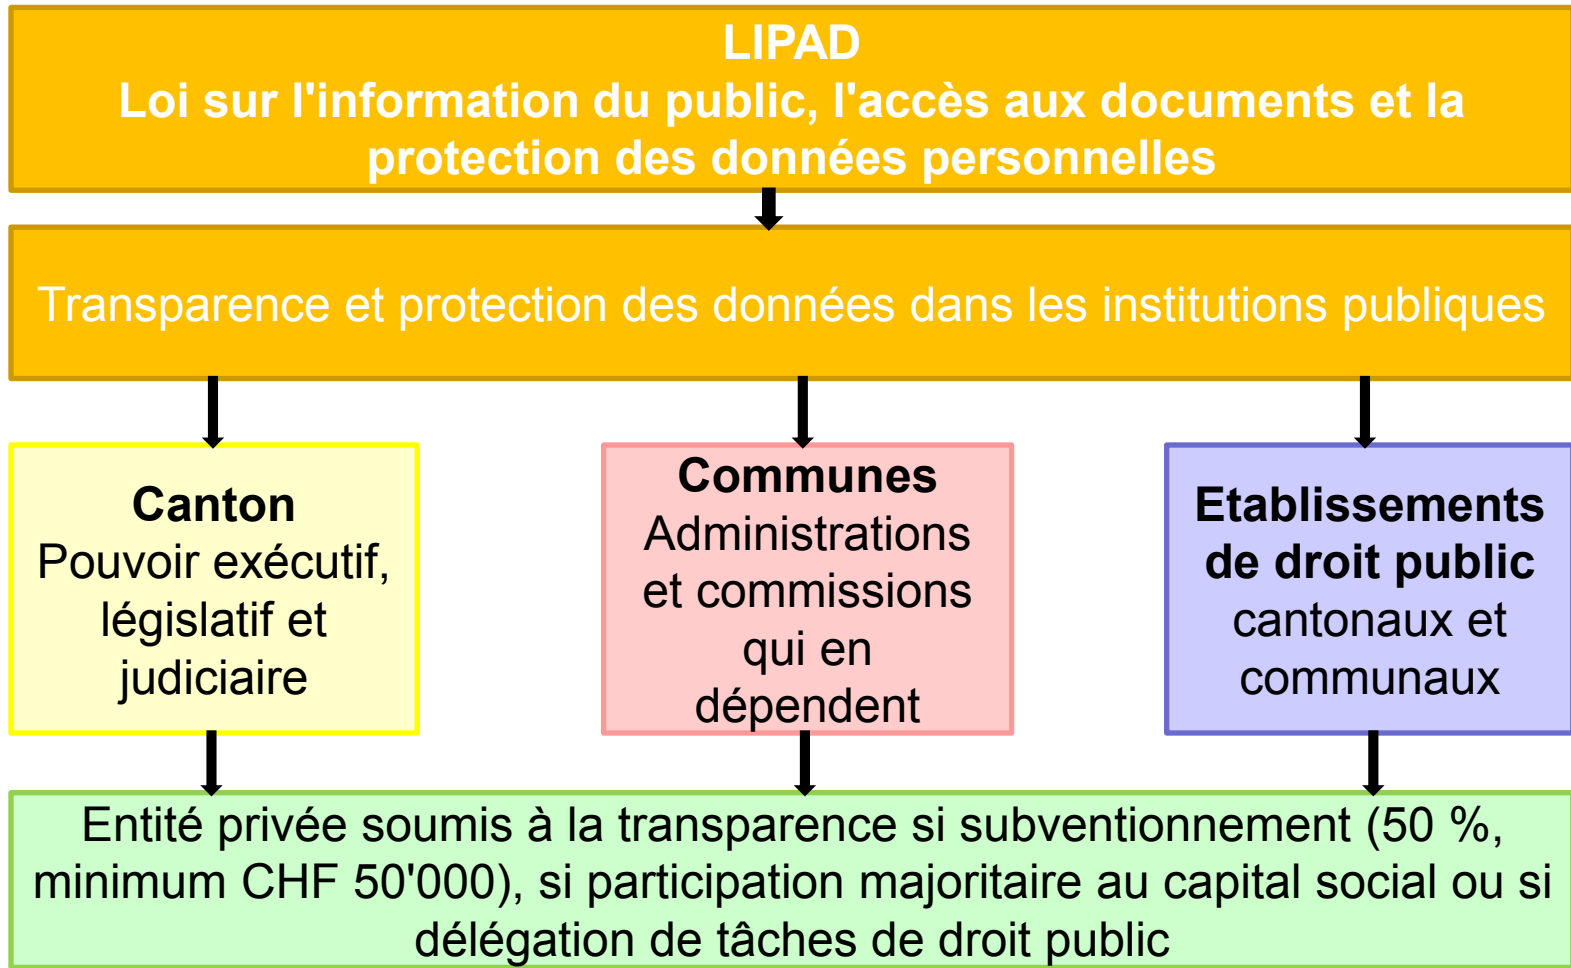 LIPAD
Loi sur l'information du public, l'accès aux documents et la
protection des données personnelles
Transparence et protection des données dans les institutions publiques
Canton
Pouvoir exécutif,
législatif et
judiciaire
Communes
Administrations
et commissions
qui en
dépendent
Etablissements
de droit public
cantonaux et
communaux
Entité privée soumis à la transparence si subventionnement (50 %,
minimum CHF 50'000), si participation majoritaire au capital social ou si
délégation de tâches de droit public